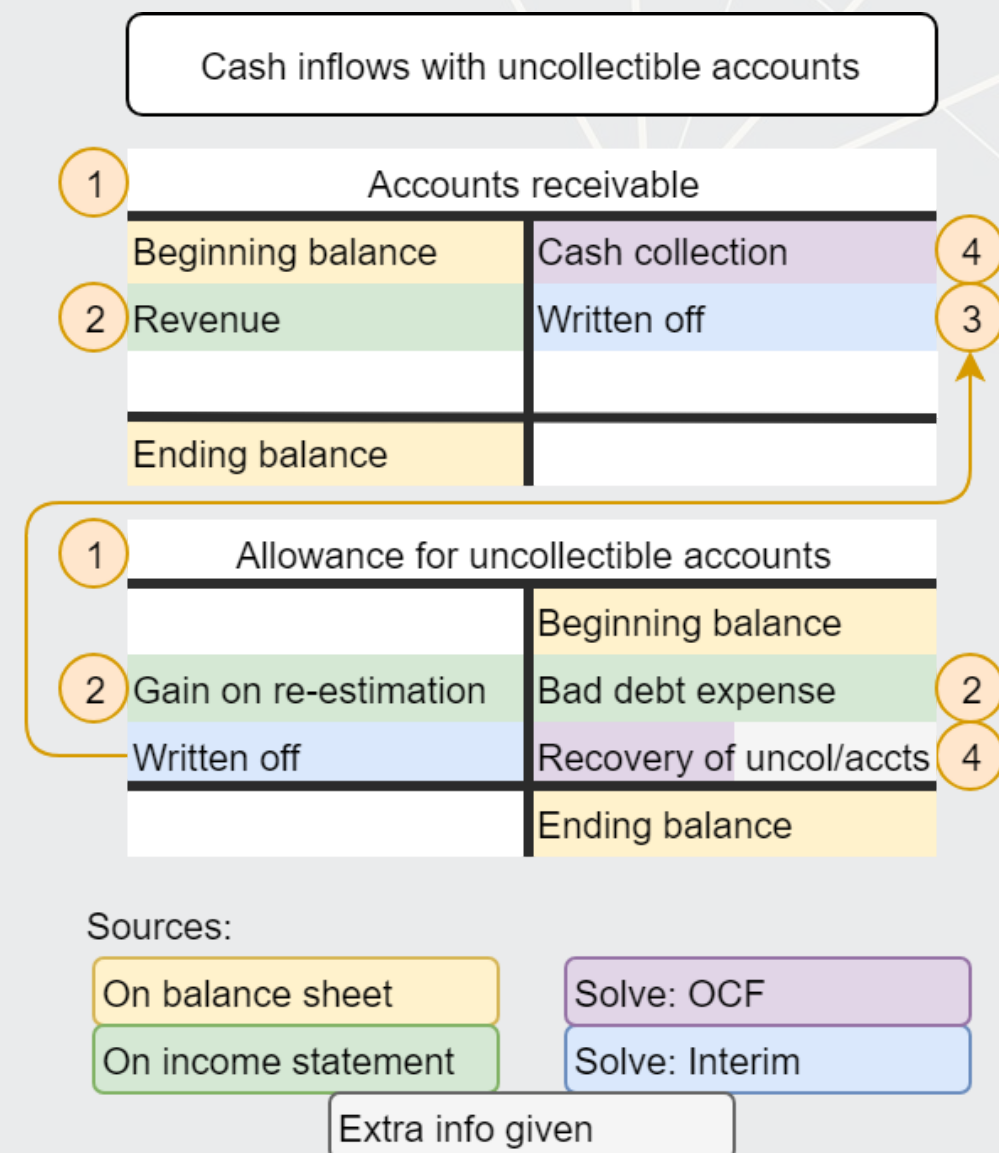 Cash inflows with uncollectible accounts
1 Accounts receivable
Beginning balance Cash collection 4
2 Revenue Written off 3
Ending balance
1 Allowance for uncollectible accounts
Beginning balance
2 Gain on re-estimation Bad debt expense 2
Written off Recovery of uncol/accts 4
Ending balance
Sources:
On balance sheet Solve: OCF
On income statement Solve: Interim
Extra info given